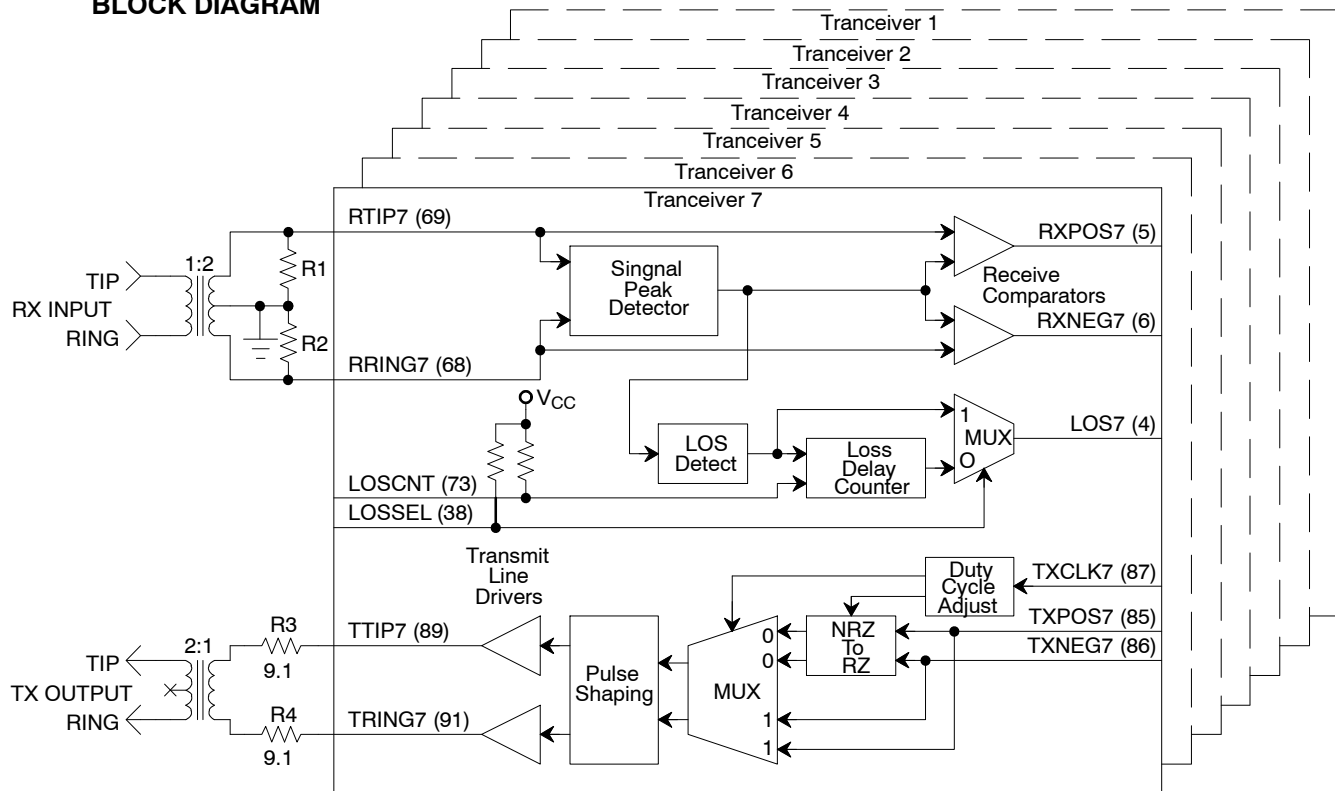 BLOCK DIAGRAM
Tranceiver 1
Tranceiver 2
Tranceiver 3
Tranceiver 4
Tranceiver 5
Tranceiver 6
Tranceiver 7
RTIP7 (69)
RXPOS7 (5)
1:2
R1
TIP
RX INPUT
RING
R2
Singnal
Peak
Detector
Receive
Comparators
RXNEG7 (6)
RRING7 (68)
VCC
LOS
Detect
Loss
Delay
Counter
1
MUX
O
LOS7 (4)
LOSCNT (73)
LOSSEL (38)
Transmit
Line
Drivers
Duty
Cycle
Adjust
TXCLK7 (87)
TXPOS7 (85)
TXNEG7 (86)
NRZ
To
RZ
0
0
MUX
1
1
Pulse
Shaping
TTIP7 (89)
R3
9.1
2:1
TIP
TX OUTPUT
RING
R4
9.1
TRING7 (91)